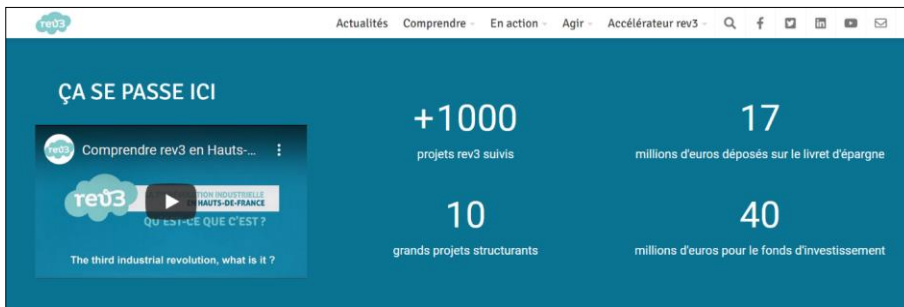 rev3
Actualités Comprendre En action Agir Accélérateur rev3
ÇA SE PASSE ICI
rev3 Comprendre rev3 en Hauts-...
rev3
EN HAUTS-DE-FRANCE
QU'EST-CE QUE C'EST ?
The third industrial revolution, what is it ?
+1000
projets rev3 suivis
17
millions d'euros déposés sur le livret d'épargne
10
grands projets structurants
40
millions d'euros pour le fonds d'investissement